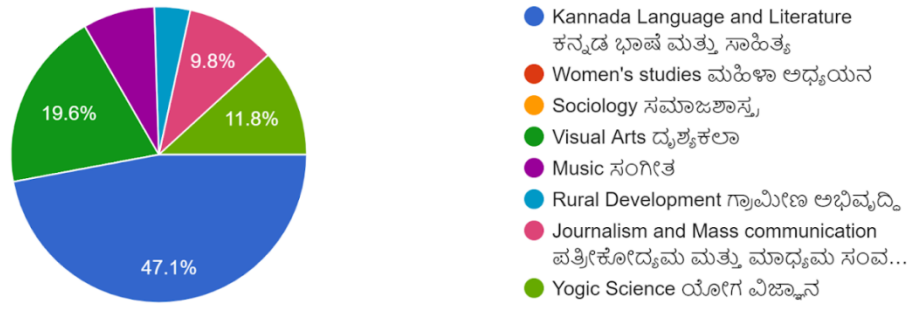 9.8%
19.6%
11.8%
47.1%
Kannada Language and Literature
ಕನ್ನಡ ಭಾಷೆ ಮತ್ತು ಸಾಹಿತ್ಯ
Women's studies ಮಹಿಳಾ ಅಧ್ಯಯನ
Sociology ಸಮಾಜಶಾಸ್ತ್ರ
Visual Arts ದೃಶ್ಯಕಲಾ
Music ಸಂಗೀತ
Rural Development ಗ್ರಾಮೀಣ ಅಭಿವೃದ್ದಿ
Journalism and Mass communication
ಪತ್ರೀಕೋದ್ಯಮ ಮತ್ತು ಮಾಧ್ಯಮ ಸಂವ...
Yogic Science ಯೋಗ ವಿಜ್ಞಾನ